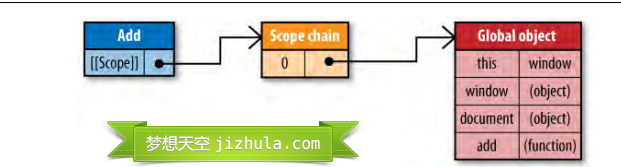 Add
[[Scope]]
Scope chain
0
Global object
this window
window (object)
document (object)
add (function)
梦想天空 jizhula.com